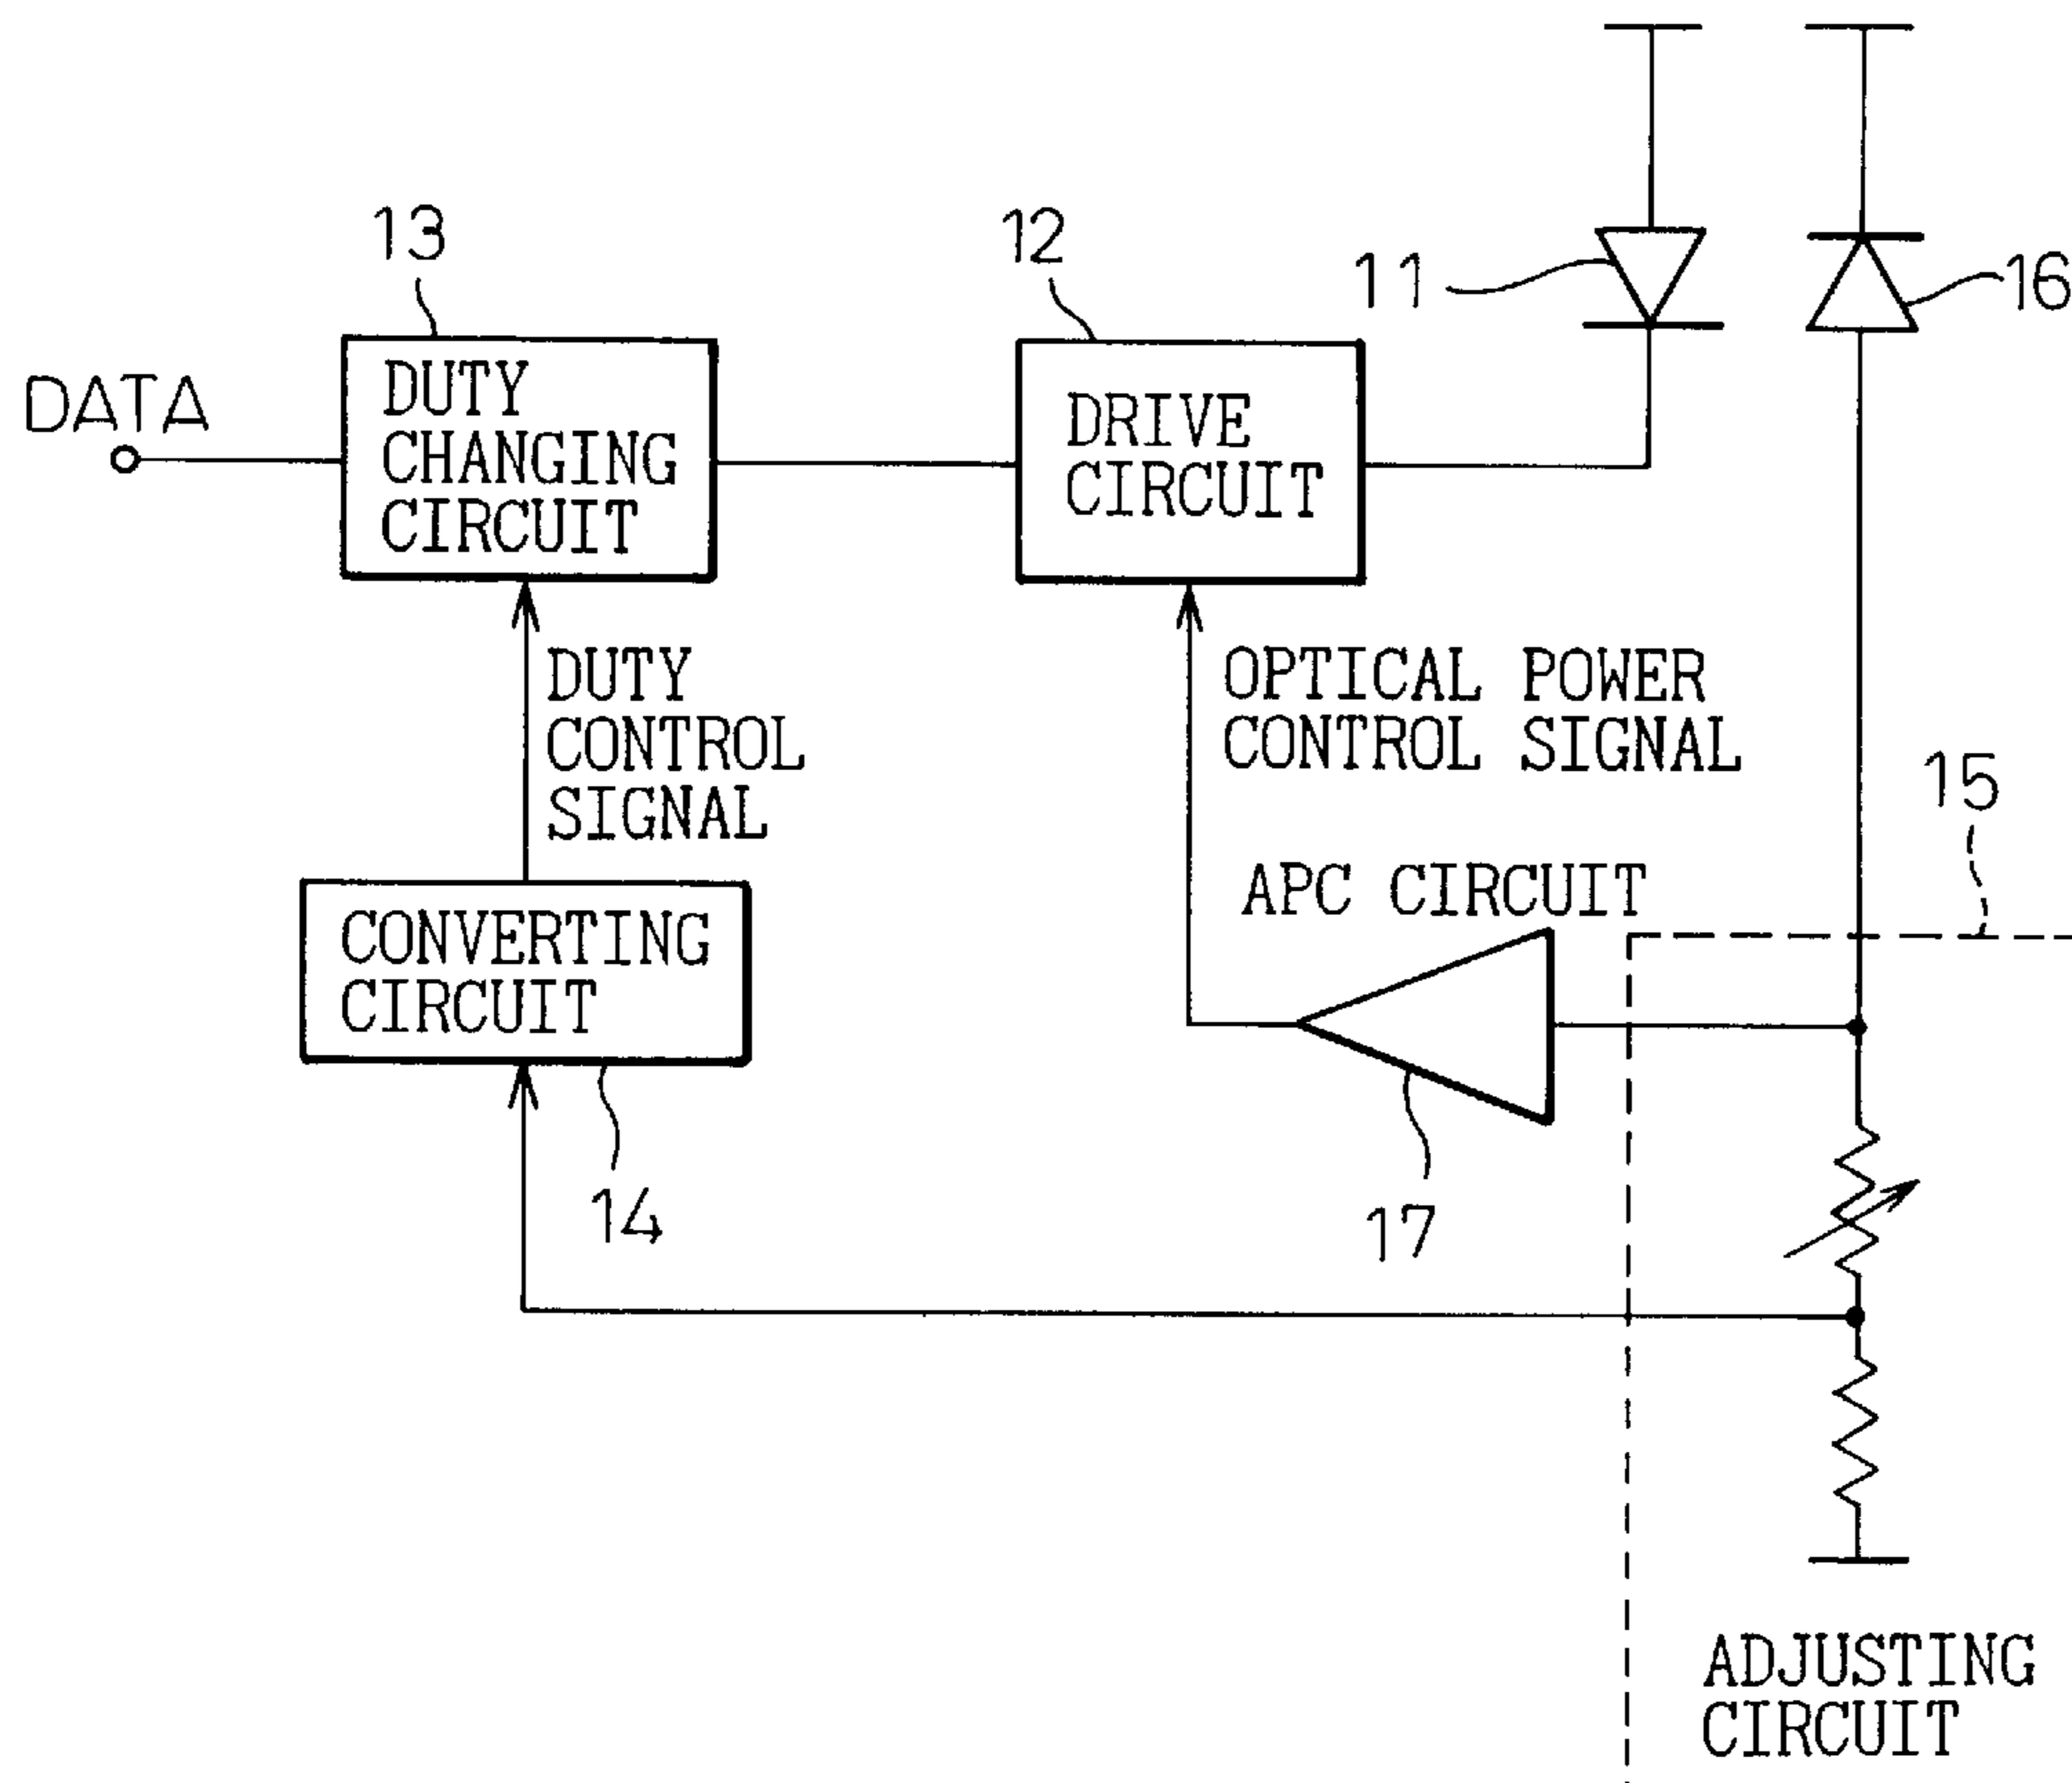 13
12
11
16
DATA
DUTY
CHANGING
CIRCUIT
DRIVE
CIRCUIT
DUTY
CONTROL
SIGNAL
OPTICAL POWER
CONTROL SIGNAL
15
APC CIRCUIT
CONVERTING
CIRCUIT
14
17
ADJUSTING
CIRCUIT